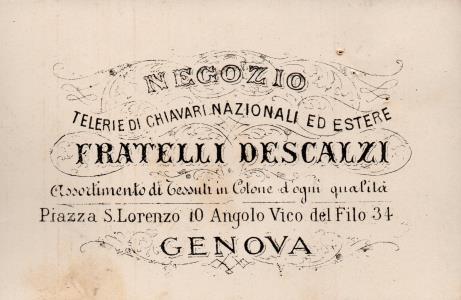 NEGOZIO
TELERIE DI CHIAVARI NAZIONALI ED ESTERE
FRATELLI DESCALZI
Assortimento di Tessuti in Cotone d'ogni qualità
Piazza S. Lorenzo 10 Angolo Vico del Filo 34
GENOVA